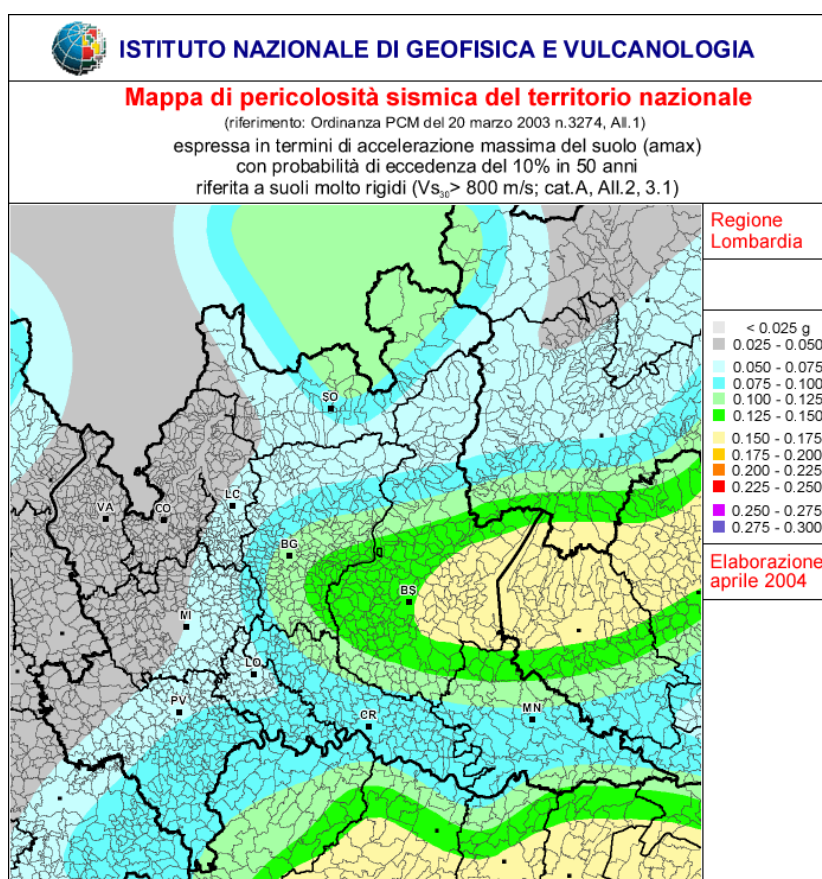 ISTITUTO NAZIONALE DI GEOFISICA E VULCANOLOGIA
Mappa di pericolosità sismica del territorio nazionale
(riferimento: Ordinanza PCM del 20 marzo 2003 n.3274, All.1)
espressa in termini di accelerazione massima del suolo (amax)
con probabilità di eccedenza del 10% in 50 anni
riferita a suoli molto rigidi (Vs₃₀> 800 m/s; cat.A, All.2, 3.1)
Regione
Lombardia
< 0.025 g
0.025 - 0.050
0.050 - 0.075
0.075 - 0.100
0.100 - 0.125
0.125 - 0.150
0.150 - 0.175
0.175 - 0.200
0.200 - 0.225
0.225 - 0.250
0.250 - 0.275
0.275 - 0.300
Elaborazione
aprile 2004
SO
LC
VA
CO
BG
BS
MI
LO
PV
CR
MN